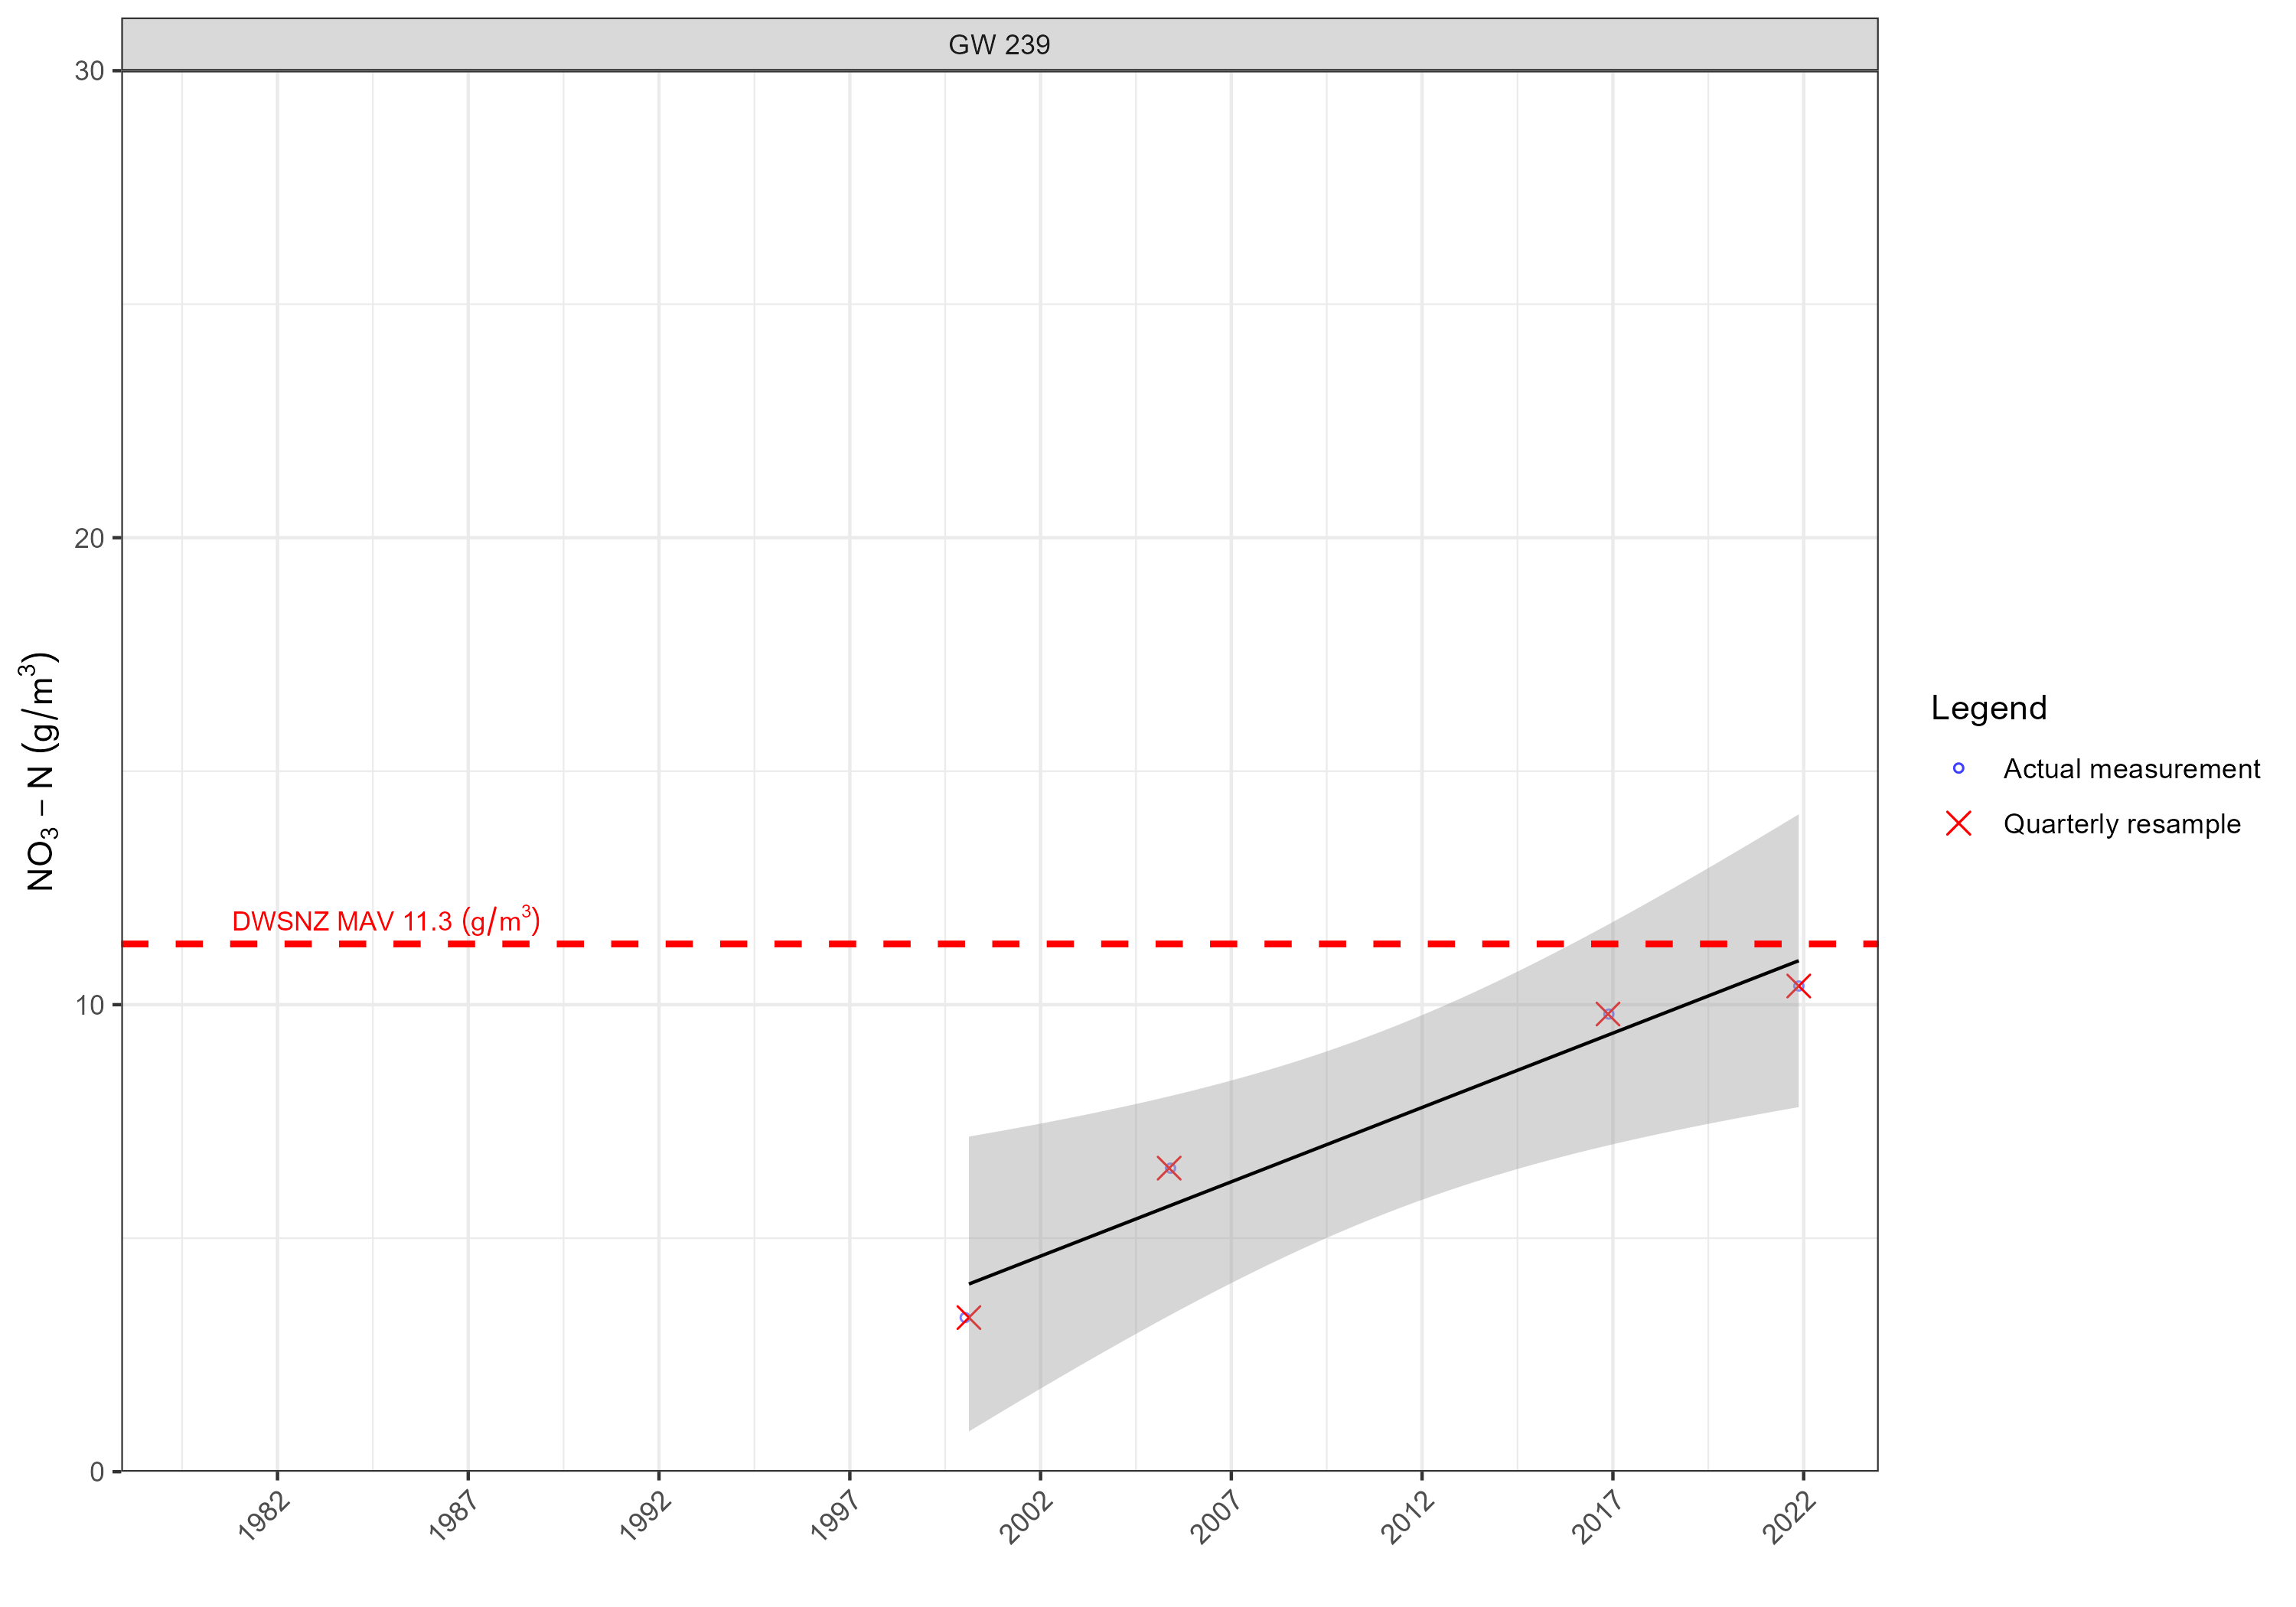 GW 239
30
20
10
0
NO₃ – N (g/m³)
DWSNZ MAV 11.3 (g/m³)
1982
1987
1992
1997
2002
2007
2012
2017
2022
Legend
Actual measurement
Quarterly resample